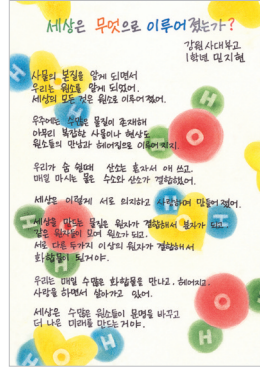 세상은 무엇으로 이루어졌는가?
강원사대부고
1학년 민지현
사물의 본질을 알게 되면서
우리는 원소를 알게 되었어.
세상의 모든 것은 원소로 이루어졌어.
우주에는 수많은 물질이 존재해
아무리 복잡한 사물이나 현상도
원소들의 만남과 헤어짐으로 이루어지지.
우리가 숨 쉴때 산소는 혼자서 애쓰고.
매일 마시는 물은 수소와 산소가 결합했어.
세상은 이렇게 서로 의지하고 사랑하며 만들어졌어.
세상을 만드는 물질은 원자가 결합해서 분자가 되고
같은 원자들이 모여 원소가 되고.
서로 다른 두가지 이상의 원자가 결합해서
화합물이 되거야.
우리는 매일 수많은 화합물을 만나고. 헤어지고.
사랑을 하면서 살아가고 있어.
세상은 수많은 원소들이 문명을 바꾸고
더 나은 미래를 만드는거야.
H
H
O
H
H
O
H
O
H